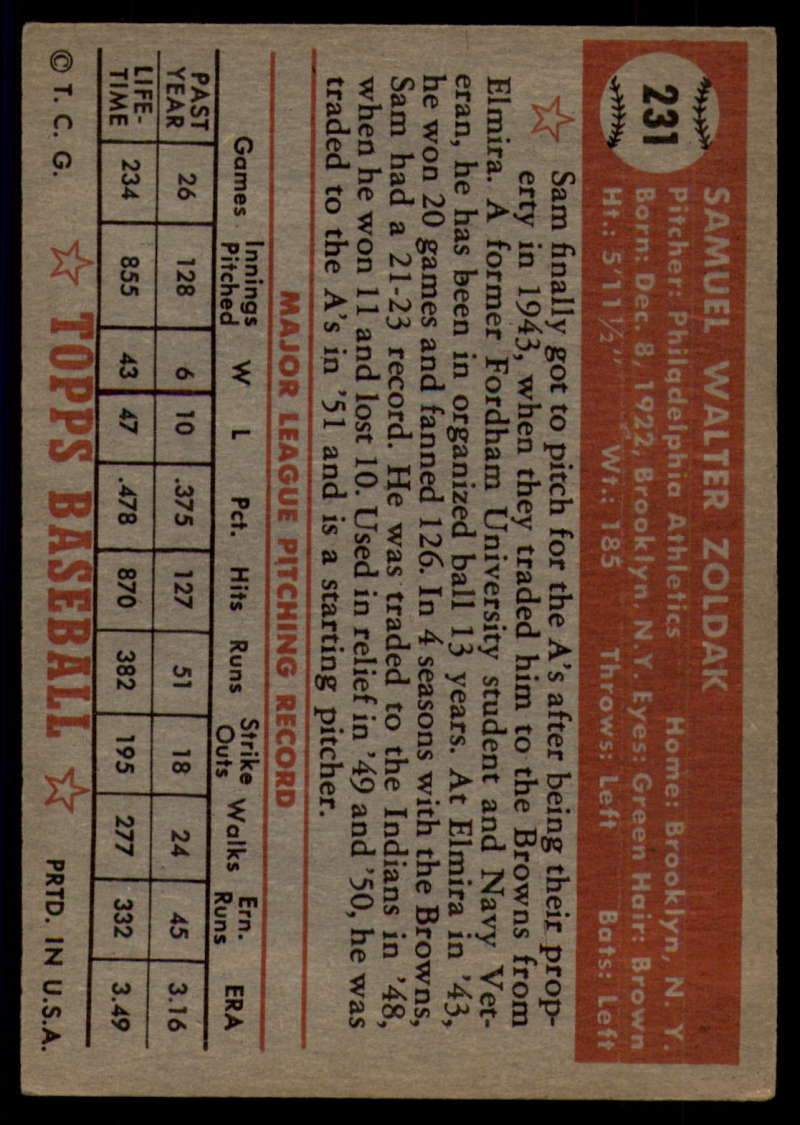 231
SAMUEL WALTER ZOLDAK
Pitcher: Philadelphia Athletics Home: Brooklyn, N. Y.
Born: Dec. 8, 1922, Brooklyn, N.Y. Eyes: Green Hair: Brown
Ht.: 5'11½" Wt.: 185 Throws: Left Bats: Left
Sam finally got to pitch for the A's after being their prop-
erty in 1943, when they traded him to the Browns from
Elmira. A former Fordham University student and Navy Vet-
eran, he has been in organized ball 13 years. At Elmira in '43,
he won 20 games and fanned 126. In 4 seasons with the Browns,
Sam had a 21-23 record. He was traded to the Indians in '48,
when he won 11 and lost 10. Used in relief in '49 and '50, he was
traded to the A's in '51 and is a starting pitcher.
MAJOR LEAGUE PITCHING RECORD
Games Innings Pitched W L Pct. Hits Runs Strike Outs Walks Ern. Runs ERA
PAST YEAR 26 128 6 10 .375 127 51 18 24 45 3.16
LIFE-TIME 234 855 43 47 .478 870 382 195 277 332 3.49
© T. C. G. TOPPS BASEBALL PRTD. IN U.S.A.